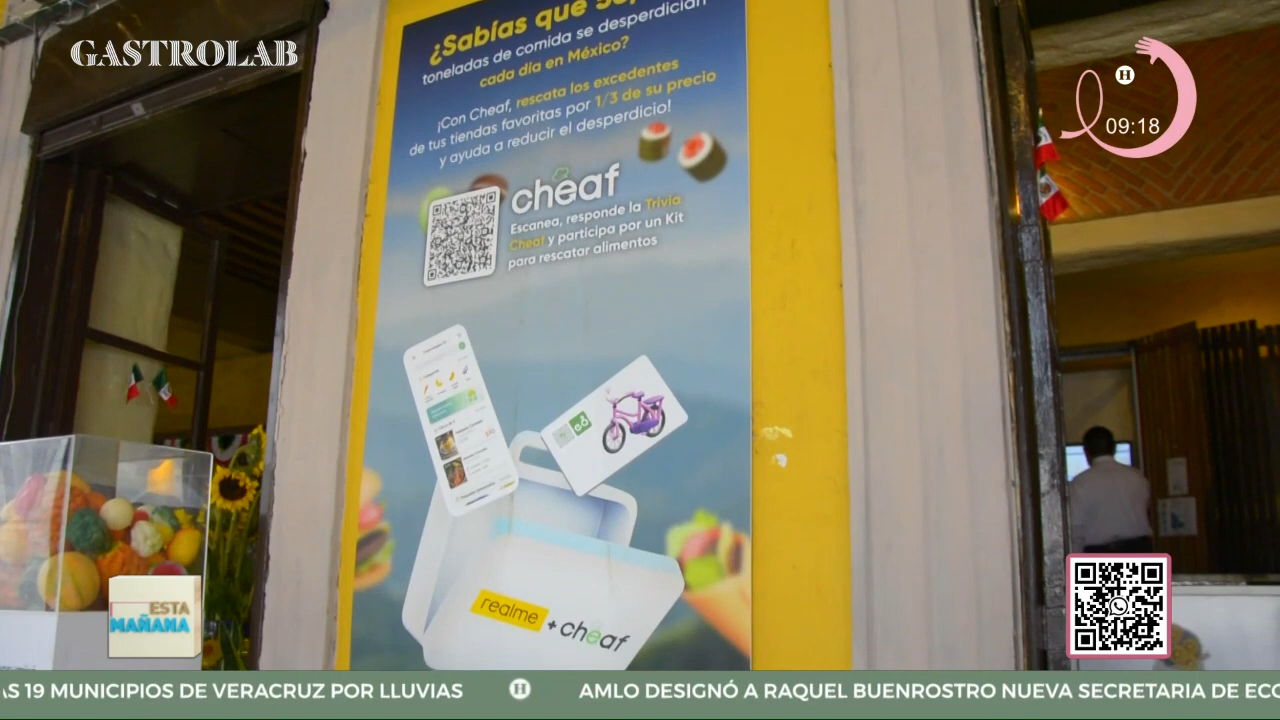 GASTROLAB
¿Sabías que
toneladas de comida se desperdician
cada día en México?
¡Con Cheaf, rescata los excedentes
de tus tiendas favoritas por 1/3 de su precio
y ayuda a reducir el desperdicio!
cheaf
Escanea, responde la Trivia
Cheaf y participa por un Kit
para rescatar alimentos
realme + cheaf
H
09:18
ESTA
MAÑANA
AS 19 MUNICIPIOS DE VERACRUZ POR LLUVIAS H AMLO DESIGNÓ A RAQUEL BUENROSTRO NUEVA SECRETARIA DE ECO